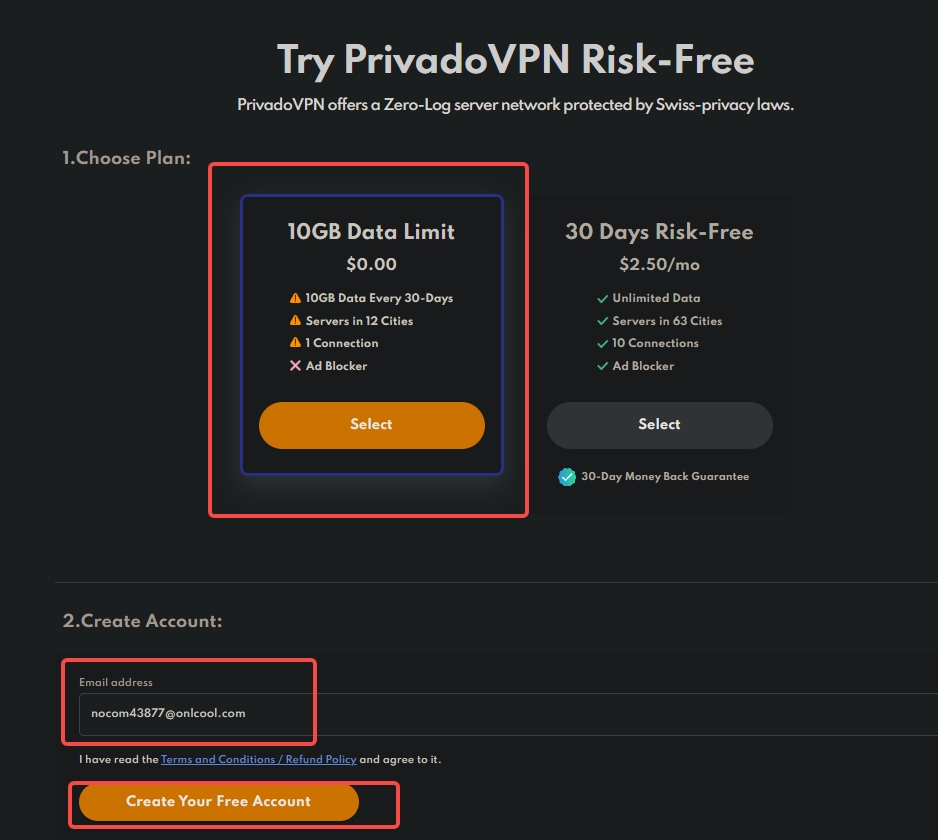 Try PrivadoVPN Risk-Free
PrivadoVPN offers a Zero-Log server network protected by Swiss-privacy laws.
1.Choose Plan:
10GB Data Limit
$0.00
10GB Data Every 30-Days
Servers in 12 Cities
1 Connection
Ad Blocker
Select
30 Days Risk-Free
$2.50/mo
Unlimited Data
Servers in 63 Cities
10 Connections
Ad Blocker
Select
30-Day Money Back Guarantee
2.Create Account:
Email address
nocom43877@onlcool.com
I have read the Terms and Conditions / Refund Policy and agree to it.
Create Your Free Account